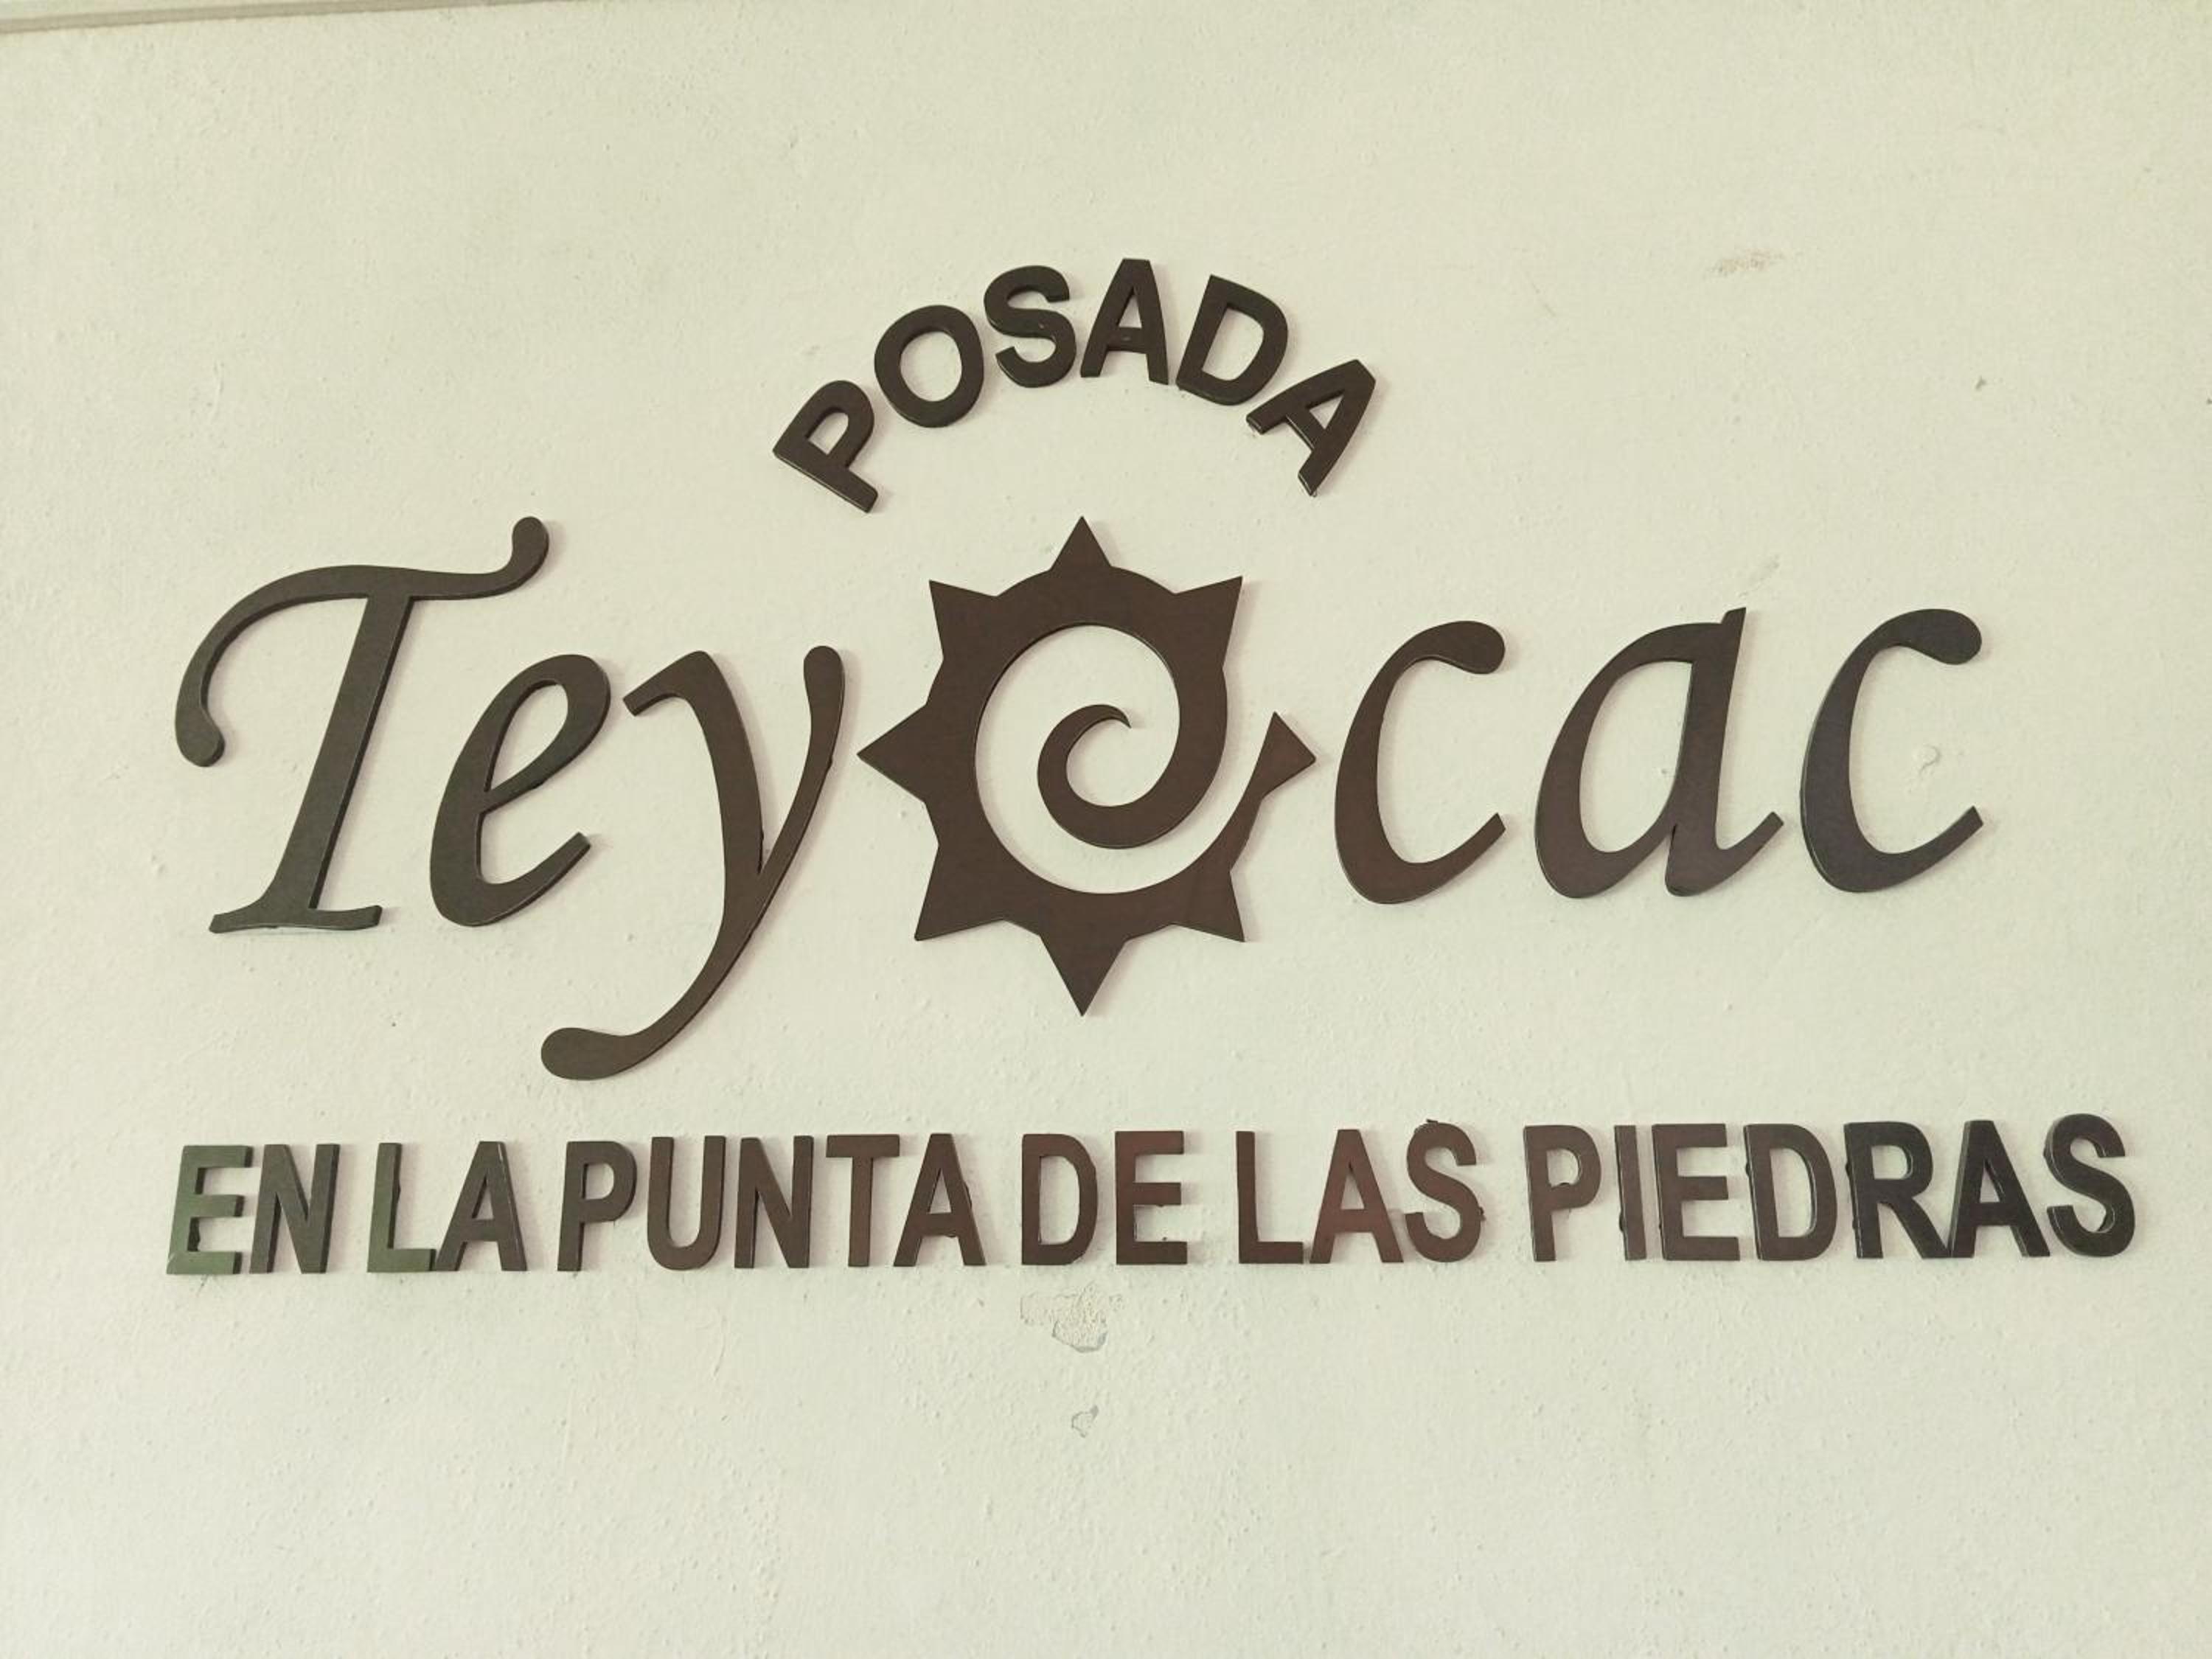 POSADA
Teyocac
EN LA PUNTA DE LAS PIEDRAS